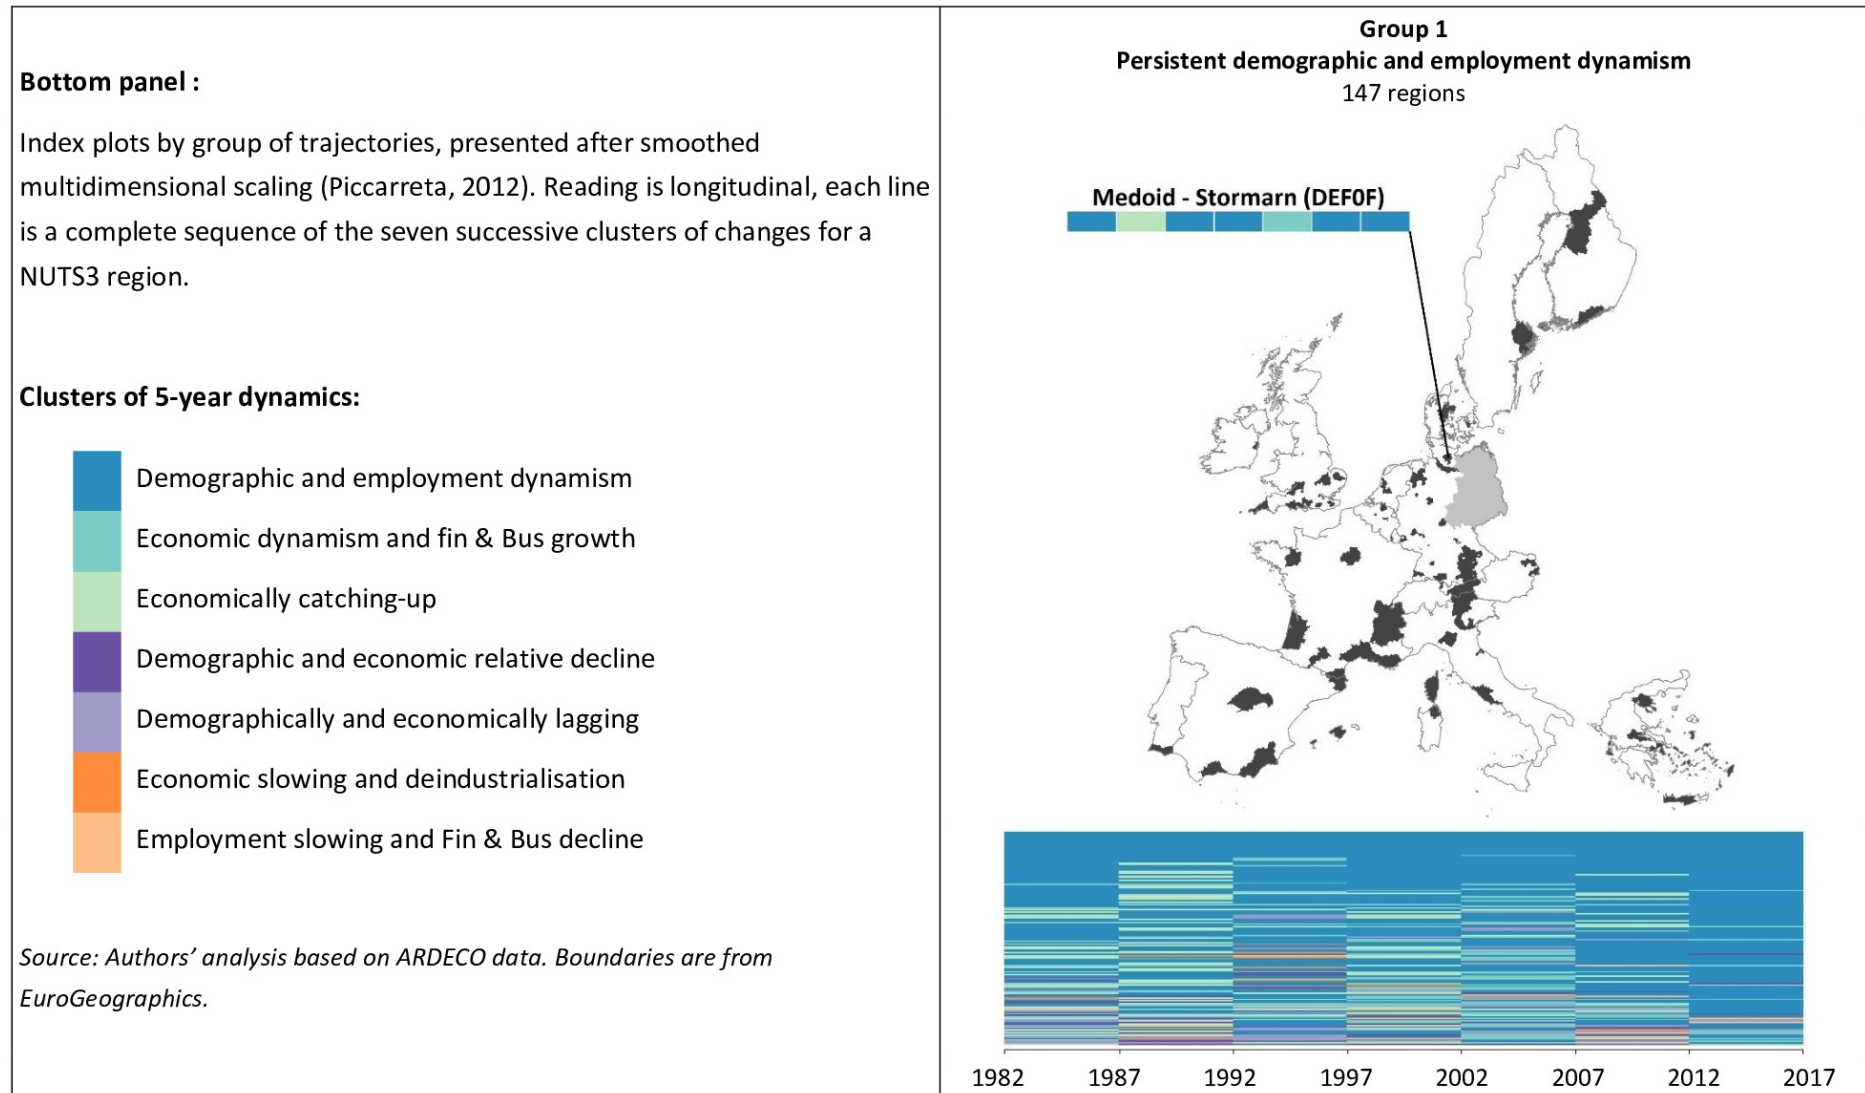 Bottom panel :
Index plots by group of trajectories, presented after smoothed
multidimensional scaling (Piccarreta, 2012). Reading is longitudinal, each line
is a complete sequence of the seven successive clusters of changes for a
NUTS3 region.
Clusters of 5-year dynamics:
Demographic and employment dynamism
Economic dynamism and fin & Bus growth
Economically catching-up
Demographic and economic relative decline
Demographically and economically lagging
Economic slowing and deindustrialisation
Employment slowing and Fin & Bus decline
Source: Authors’ analysis based on ARDECO data. Boundaries are from
EuroGeographics.
Group 1
Persistent demographic and employment dynamism
147 regions
Medoid - Stormarn (DEF0F)
1982 1987 1992 1997 2002 2007 2012 2017